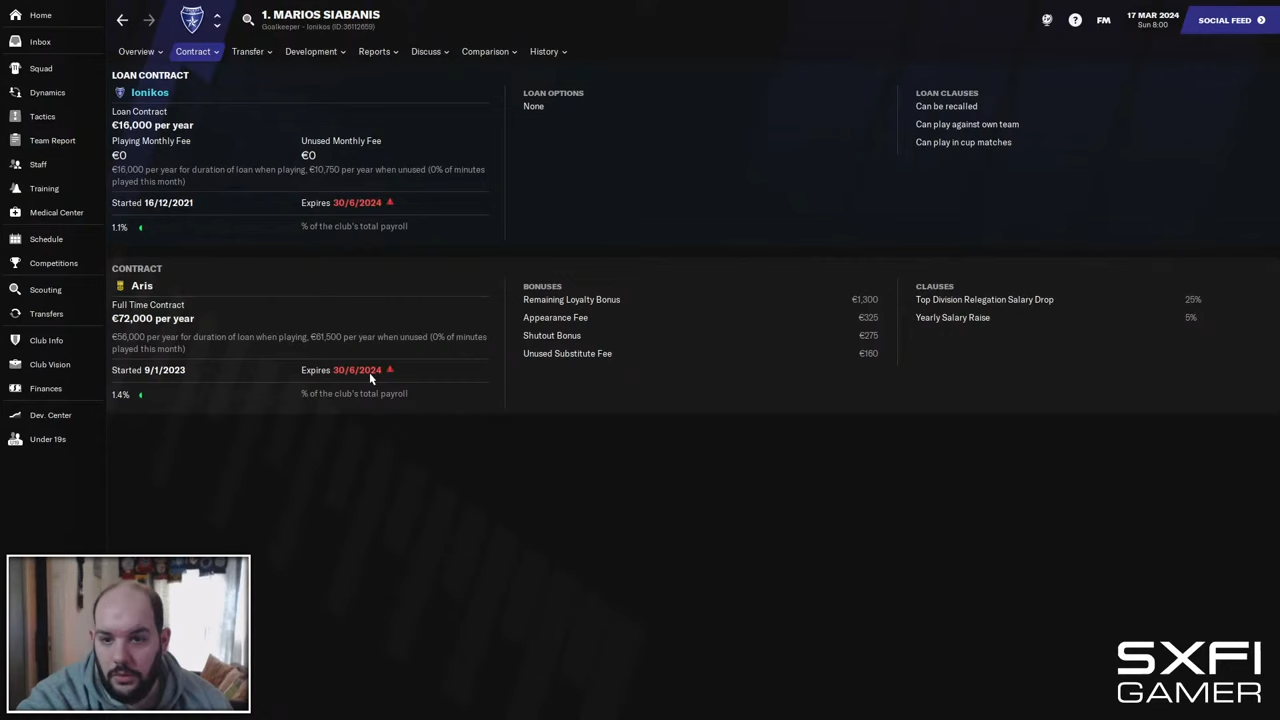 Home
Inbox
Squad
Dynamics
Tactics
Team Report
Staff
Training
Medical Center
Schedule
Competitions
Scouting
Transfers
Club Info
Club Vision
Finances
Dev. Center
Under 19s
1. MARIOS SIABANIS
Goalkeeper - Ionikos (ID:36112659)
FM
17 MAR 2024
Sun 8:00
SOCIAL FEED
Overview
Contract
Transfer
Development
Reports
Discuss
Comparison
History
LOAN CONTRACT
Ionikos
Loan Contract
€16,000 per year
Playing Monthly Fee
Unused Monthly Fee
€0
€0
€16,000 per year for duration of loan when playing, €10,750 per year when unused (0% of minutes
played this month)
Started 16/12/2021
Expires 30/6/2024
1.1%
% of the club's total payroll
LOAN OPTIONS
None
LOAN CLAUSES
Can be recalled
Can play against own team
Can play in cup matches
CONTRACT
Aris
Full Time Contract
€72,000 per year
€56,000 per year for duration of loan when playing, €61,500 per year when unused (0% of minutes
played this month)
Started 9/1/2023
Expires 30/6/2024
1.4%
% of the club's total payroll
BONUSES
Remaining Loyalty Bonus €1,300
Appearance Fee €325
Shutout Bonus €275
Unused Substitute Fee €160
CLAUSES
Top Division Relegation Salary Drop 25%
Yearly Salary Raise 5%
SXFI
GAMER